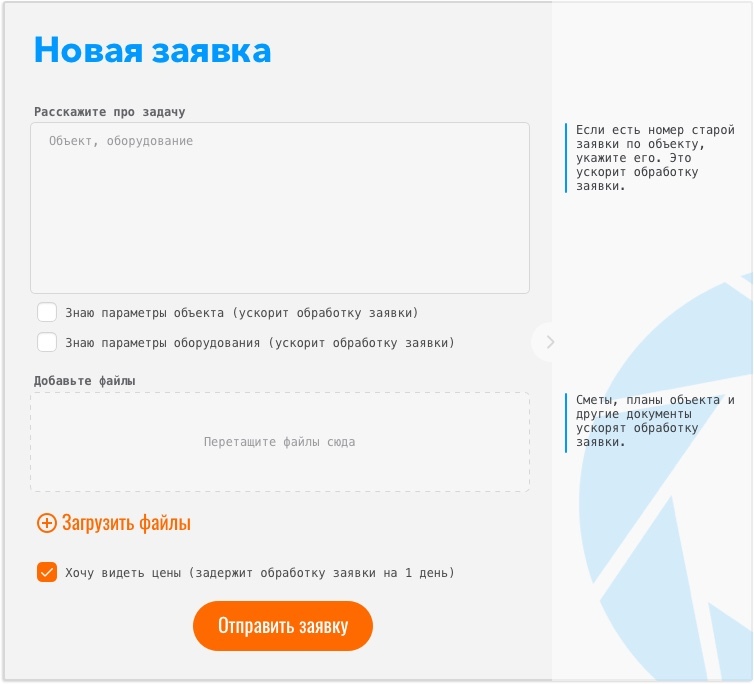 Новая заявка
Расскажите про задачу
Объект, оборудование
Если есть номер старой
заявки по объекту,
укажите его. Это
ускорит обработку
заявки.
Знаю параметры объекта (ускорит обработку заявки)
Знаю параметры оборудования (ускорит обработку заявки)
Добавьте файлы
Перетащите файлы сюда
Сметы, планы объекта и
другие документы
ускорят обработку
заявки.
Загрузить файлы
Хочу видеть цены (задержит обработку заявки на 1 день)
Отправить заявку